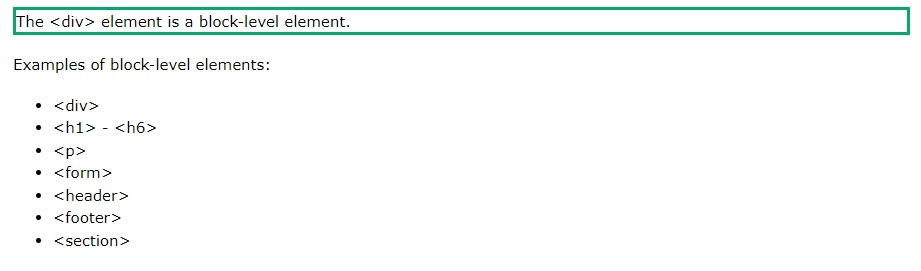 The <div> element is a block-level element.
Examples of block-level elements:
• <div>
• <h1> - <h6>
• <p>
• <form>
• <header>
• <footer>
• <section>